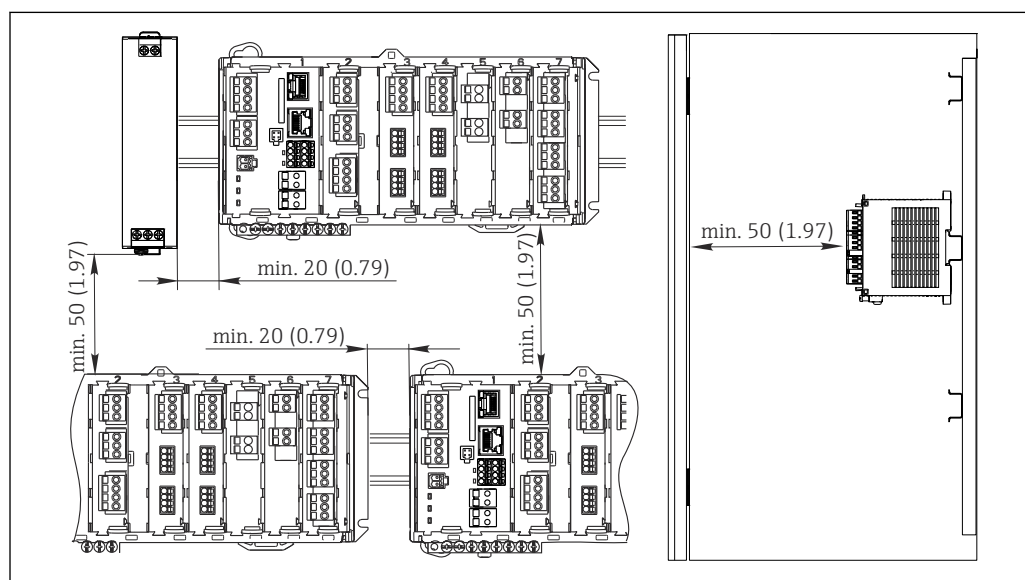 1 2 3 4 5 6 7
min. 50 (1.97)
min. 20 (0.79)
min. 50 (1.97)
min. 50 (1.97)
min. 20 (0.79)
2 3 4 5 6 7
1 2 3